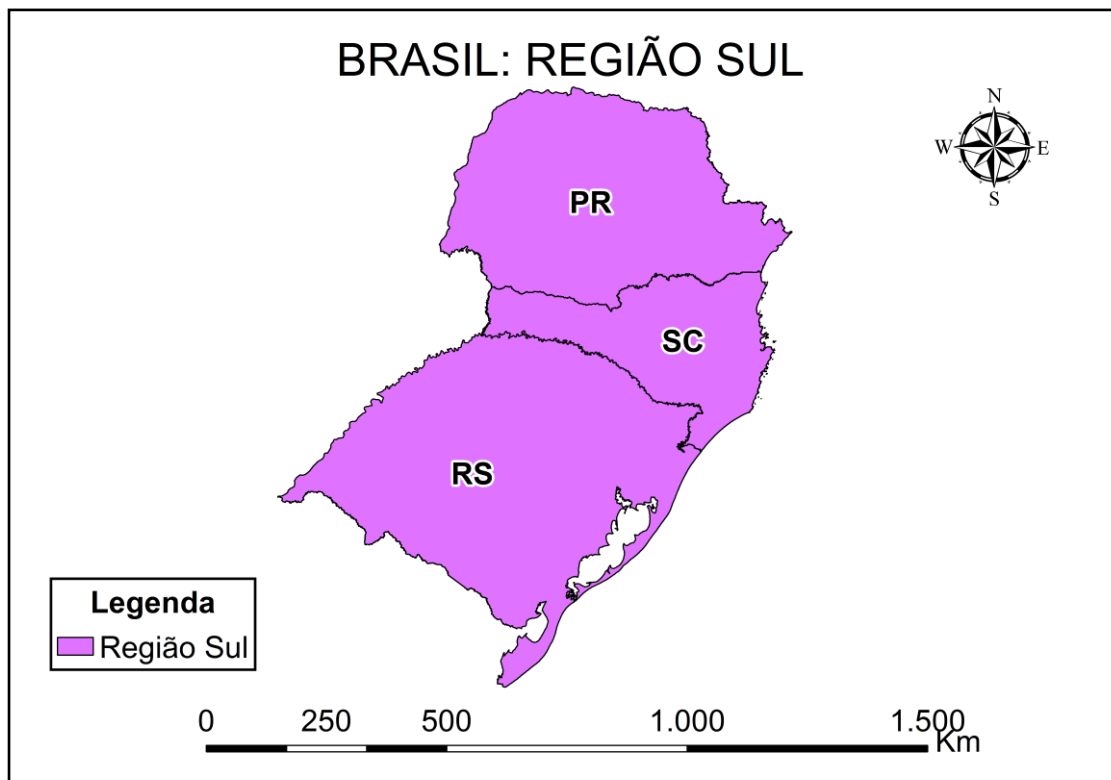 BRASIL: REGIÃO SUL
N
W E
S
PR
SC
RS
Legenda
Região Sul
0 250 500 1.000 1.500
Km